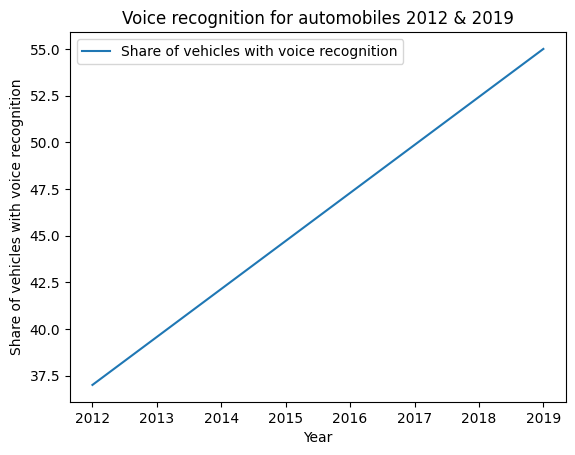 Voice recognition for automobiles 2012 & 2019
Share of vehicles with voice recognition
Share of vehicles with voice recognition
55.0
52.5
50.0
47.5
45.0
42.5
40.0
37.5
2012 2013 2014 2015 2016 2017 2018 2019
Year